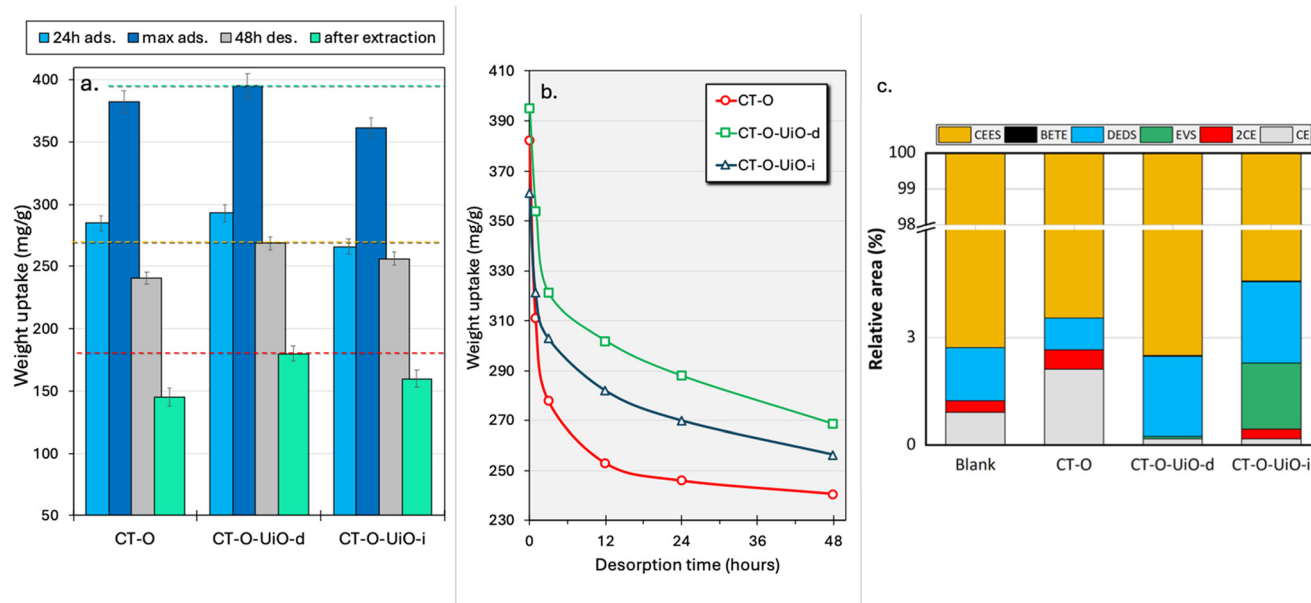 24h ads. max ads. 48h des. after extraction
a.
Weight uptake (mg/g)
400
350
300
250
200
150
100
50
CT-O CT-O-UiO-d CT-O-UiO-i
b.
CT-O
CT-O-UiO-d
CT-O-UiO-i
Weight uptake (mg/g)
410
390
370
350
330
310
290
270
250
230
0 12 24 36 48
Desorption time (hours)
c.
CEES BETE DEDS EVS 2CE CE
Relative area (%)
100
99
98
3
0
Blank CT-O CT-O-UiO-d CT-O-UiO-i